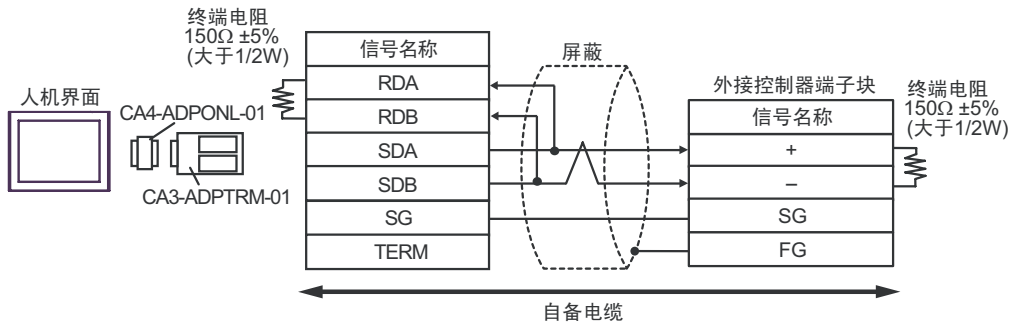 终端电阻
150Ω ±5%
(大于1/2W)
人机界面
CA4-ADPONL-01
CA3-ADPTRM-01
信号名称
RDA
RDB
SDA
SDB
SG
TERM
屏蔽
外接控制器端子块
信号名称
+
–
SG
FG
终端电阻
150Ω ±5%
(大于1/2W)
自备电缆